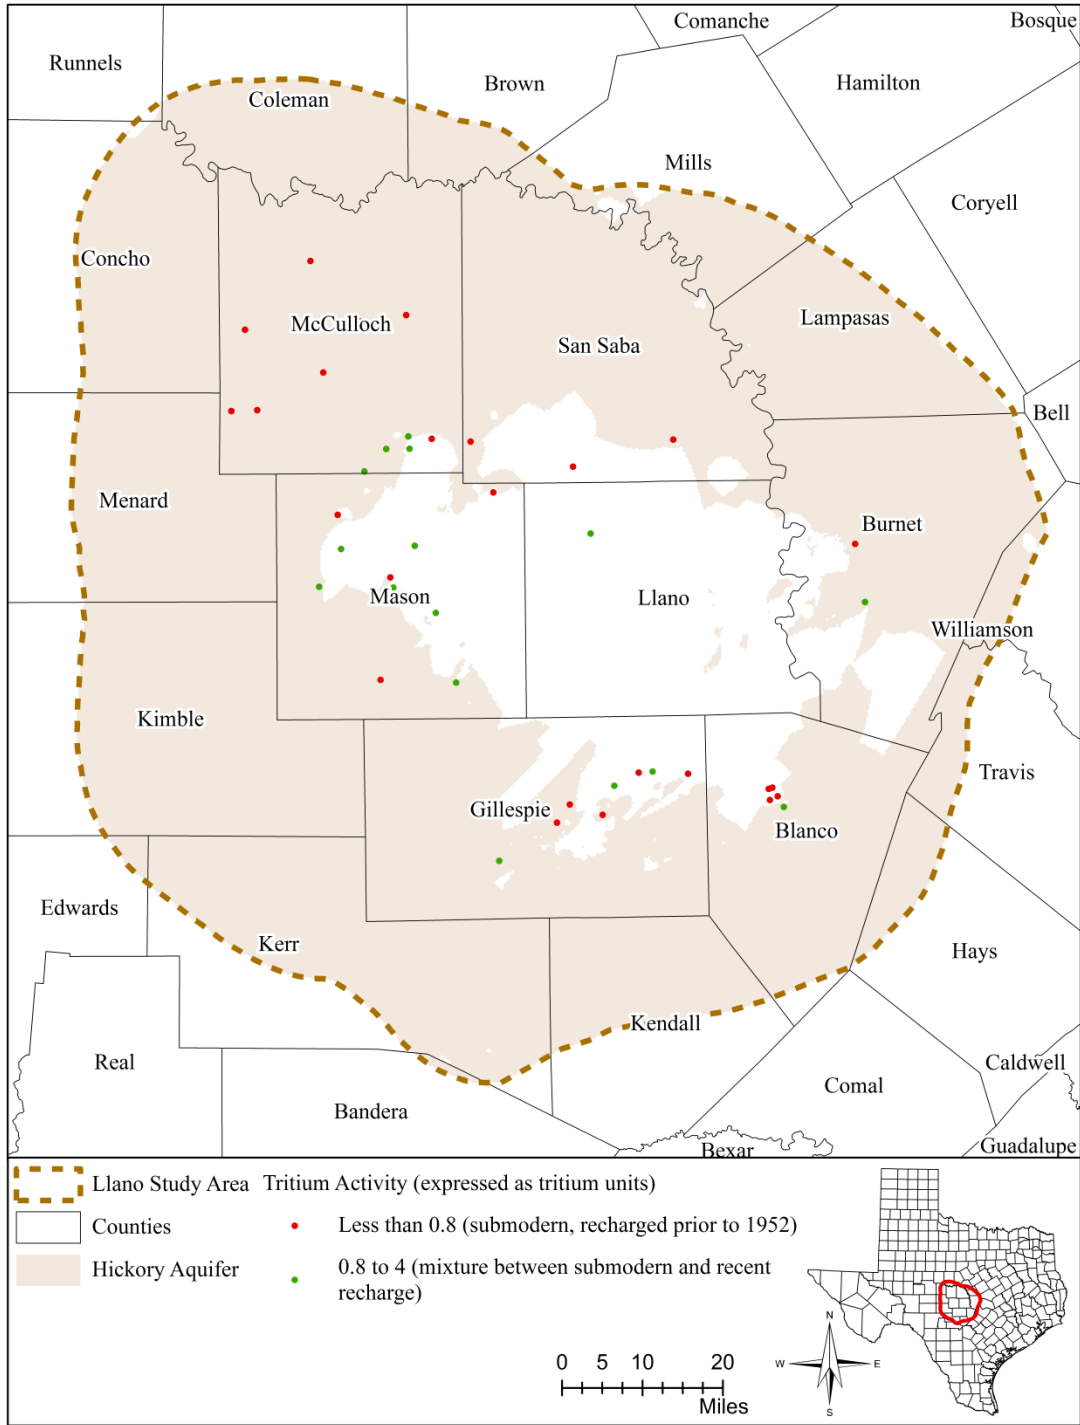 Comanche
Bosque
Runnels
Brown
Hamilton
Coleman
Mills
Coryell
Concho
McCulloch
San Saba
Lampasas
Bell
Menard
Burnet
Mason
Llano
Williamson
Kimble
Travis
Gillespie
Blanco
Edwards
Kerr
Hays
Kendall
Real
Caldwell
Comal
Bandera
Bexar
Guadalupe
Llano Study Area
Tritium Activity (expressed as tritium units)
Counties
Less than 0.8 (submodern, recharged prior to 1952)
Hickory Aquifer
0.8 to 4 (mixture between submodern and recent
recharge)
N
W E
S
0 5 10 20
Miles